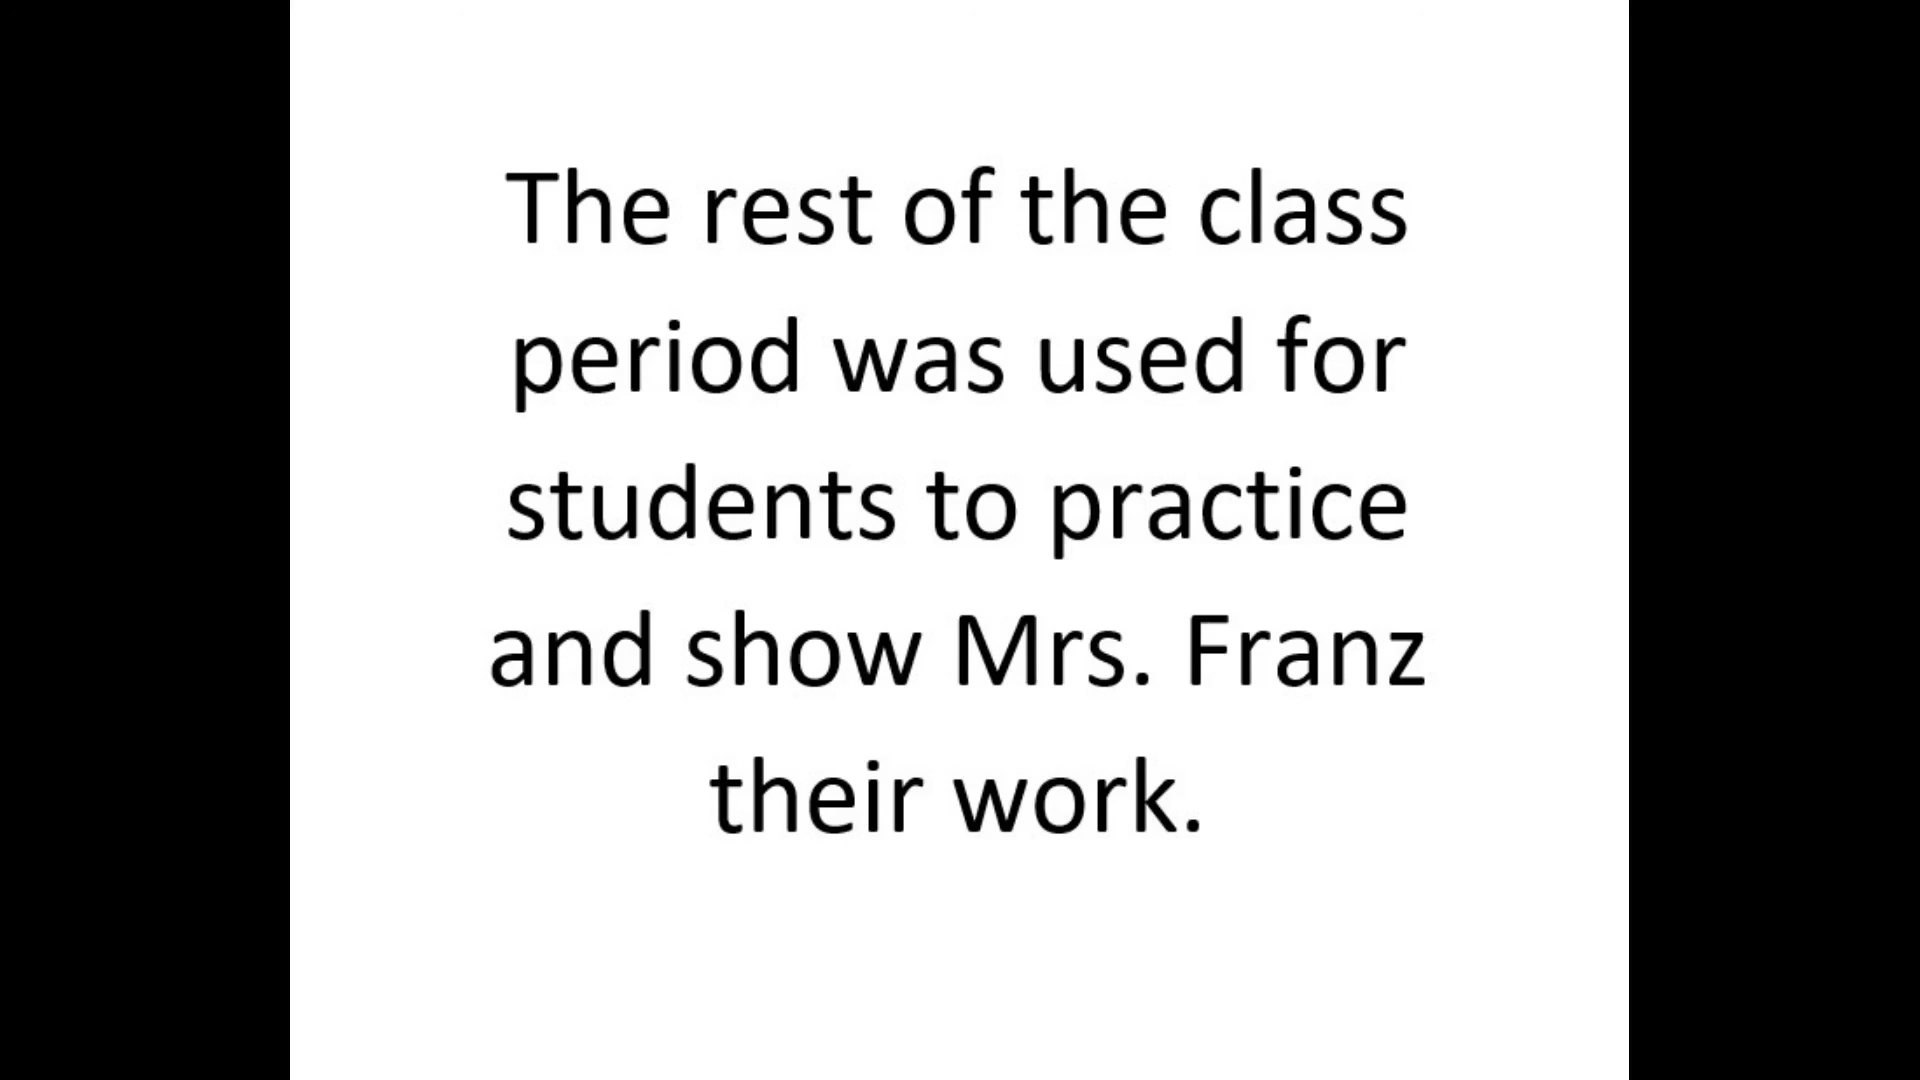 The rest of the class
period was used for
students to practice
and show Mrs. Franz
their work.